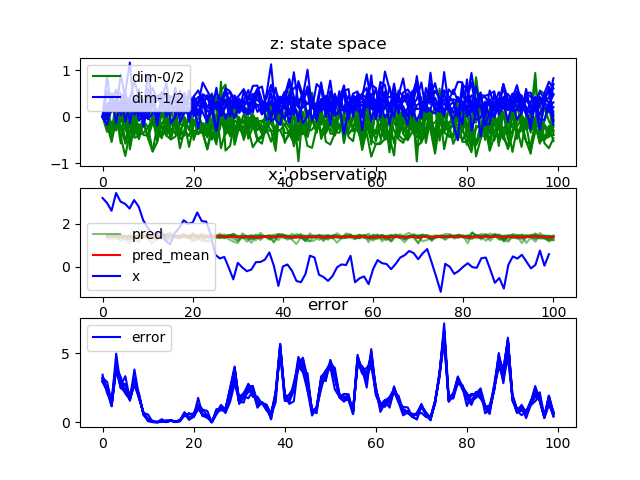 z: state space
1
0
−1
dim-0/2
dim-1/2
0
20
40
60
80
100
x: observation
2
0
pred
pred_mean
x
0
20
40
60
80
100
error
5
0
error
0
20
40
60
80
100